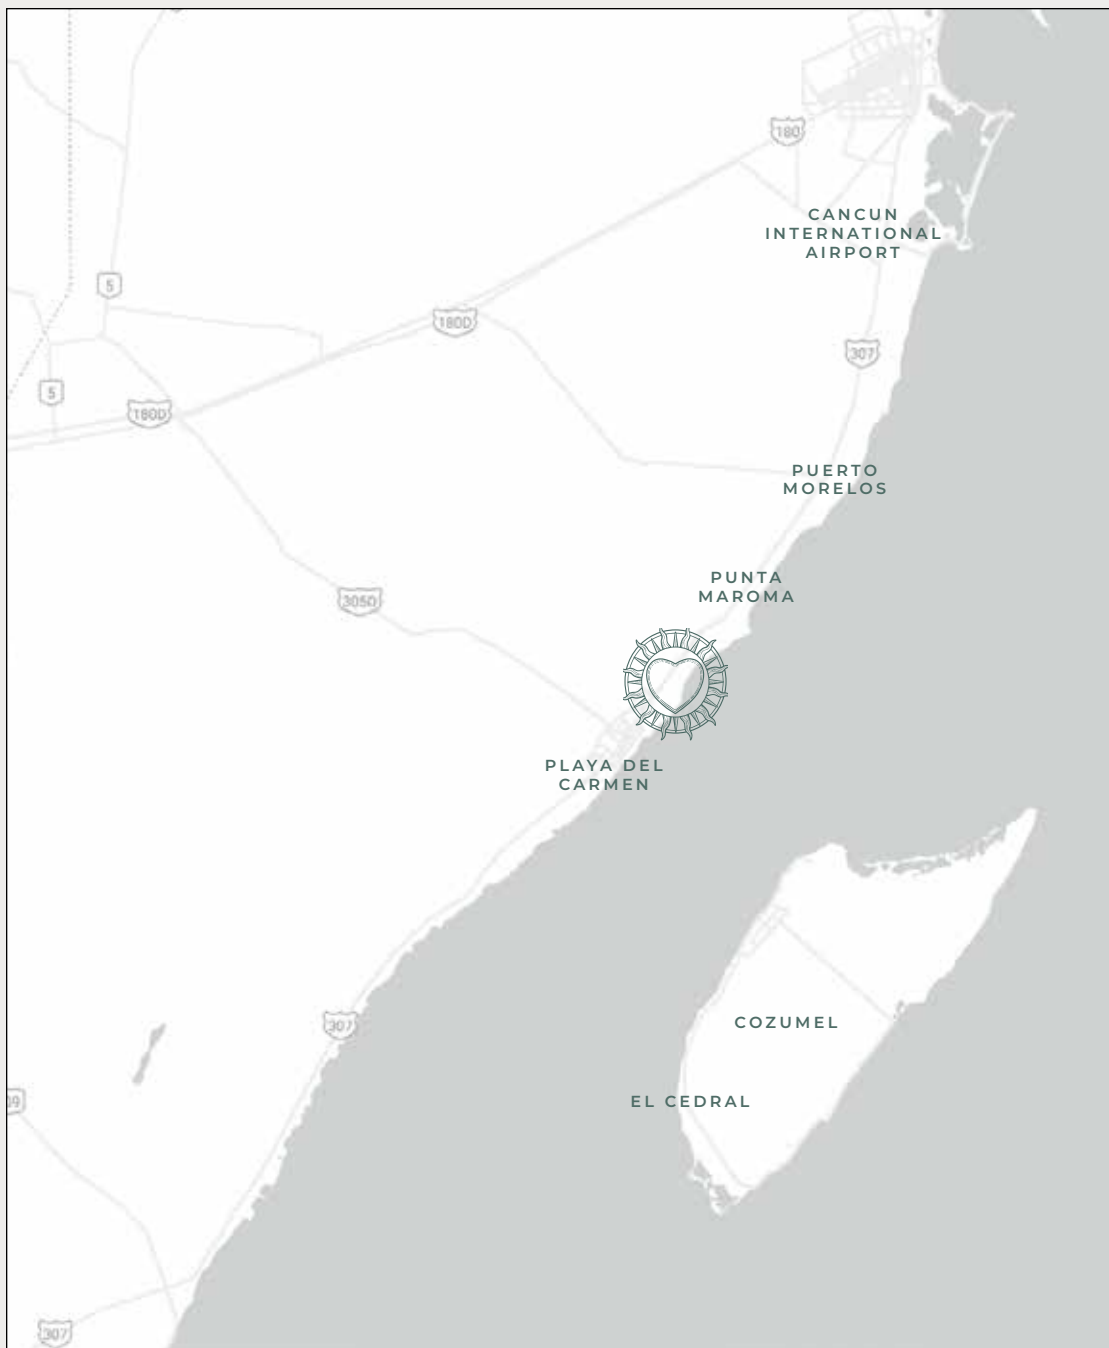 180
CANCUN
INTERNATIONAL
AIRPORT
5
180D
307
5
180D
PUERTO
MORELOS
PUNTA
MAROMA
305D
PLAYA DEL
CARMEN
COZUMEL
307
EL CEDRAL
307